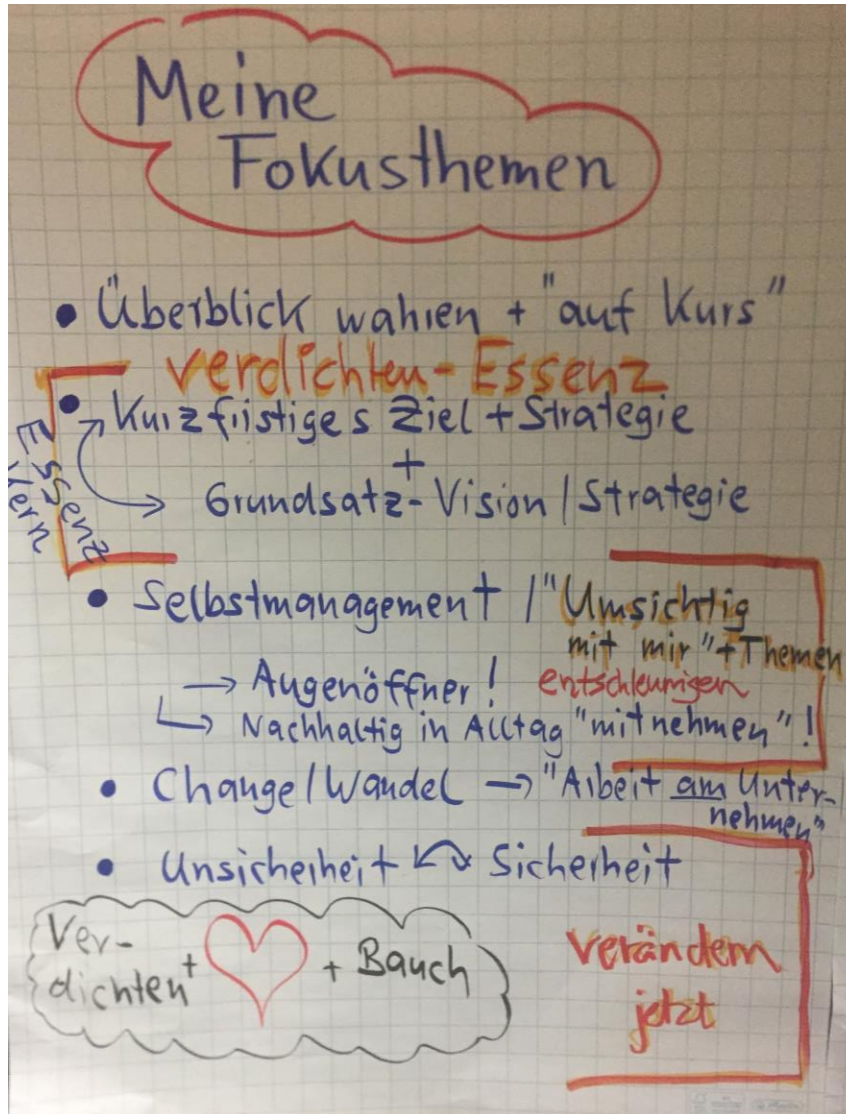 Meine
Fokusthemen
• Überblick wahren + "auf Kurs"
verdichten - Essenz
• Kurzfristiges Ziel + Strategie
+
Grundsatz - Vision / Strategie
Essenz
• Selbstmanagement / "Umsichtig
mit mir" + Themen
→ Augenöffner! entschleunigen
→ Nachhaltig in Alltag "mitnehmen"!
• Change / Wandel → "Arbeit am Unter-
nehmen"
• Unsicherheit ↔ Sicherheit
Ver-
dichten + ♡ + Bauch
verändern
jetzt